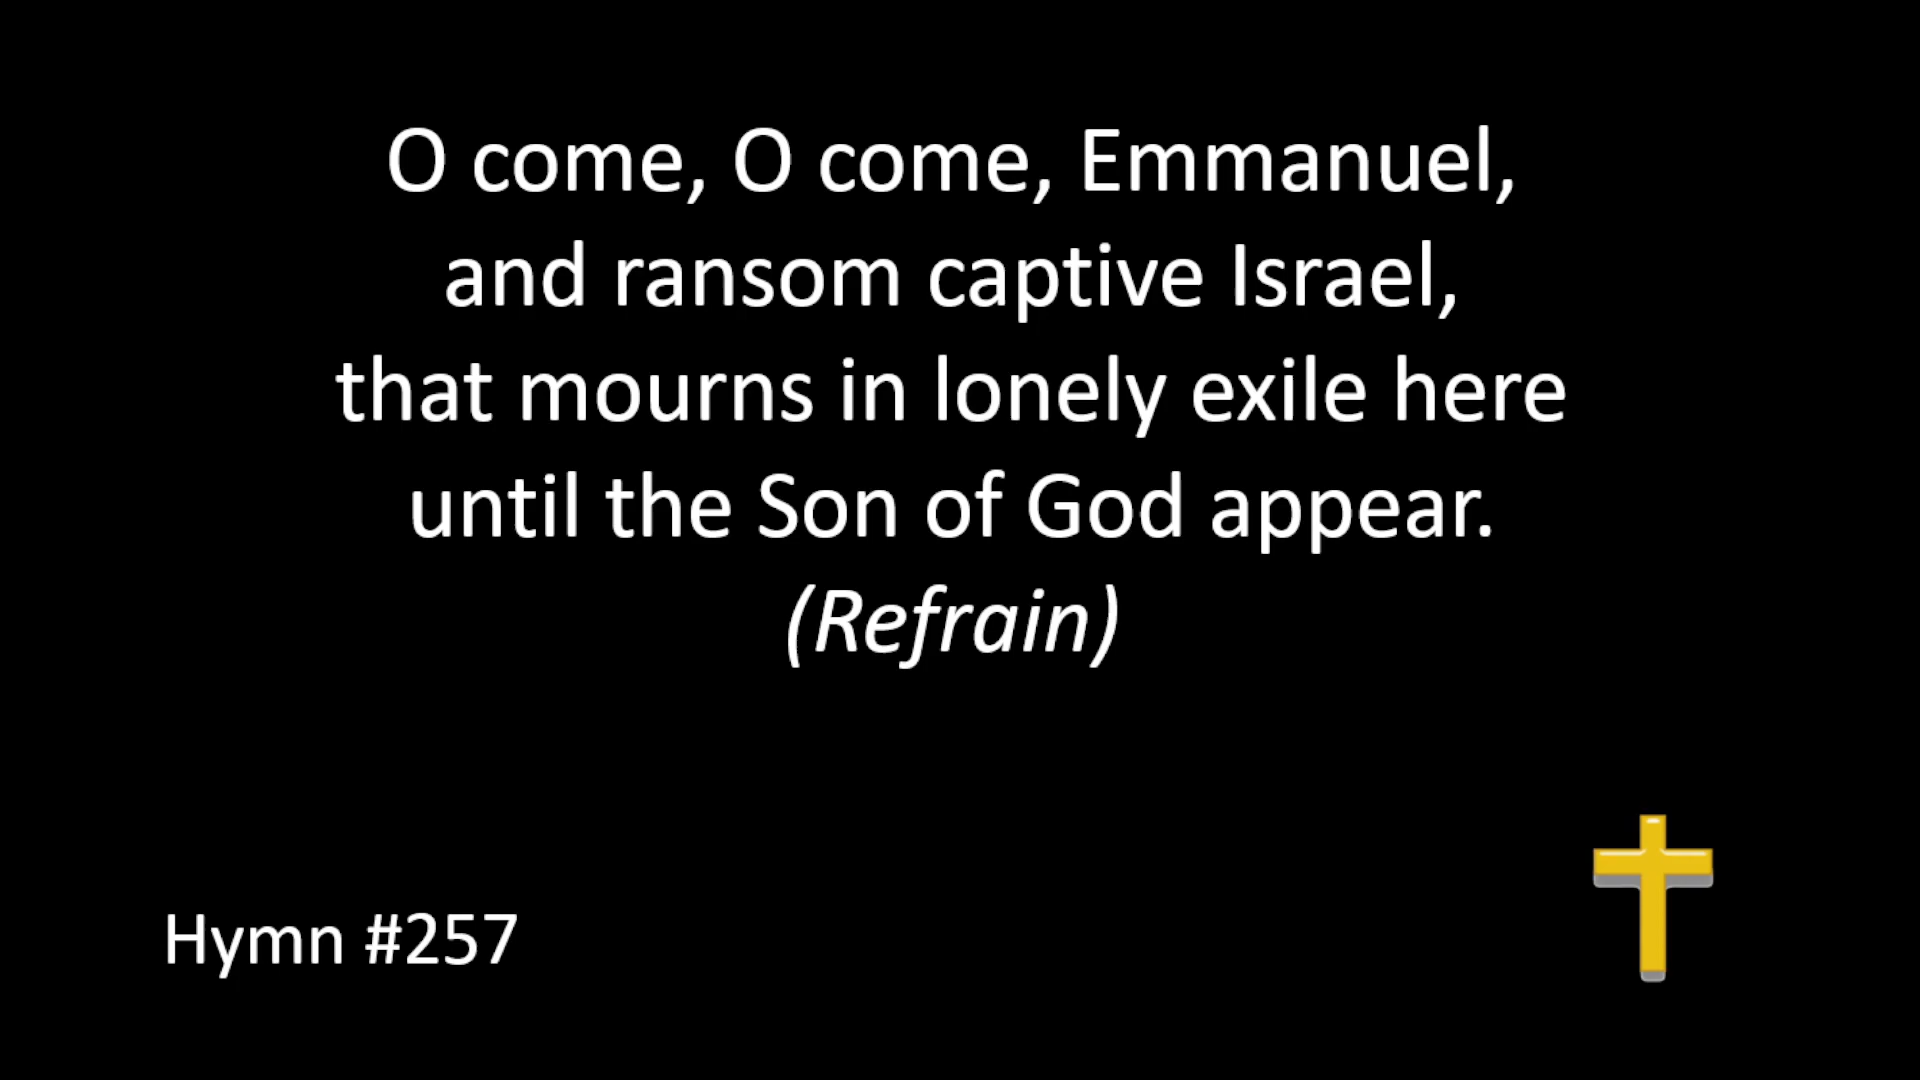 O come, O come, Emmanuel,
and ransom captive Israel,
that mourns in lonely exile here
until the Son of God appear.
(Refrain)
Hymn #257